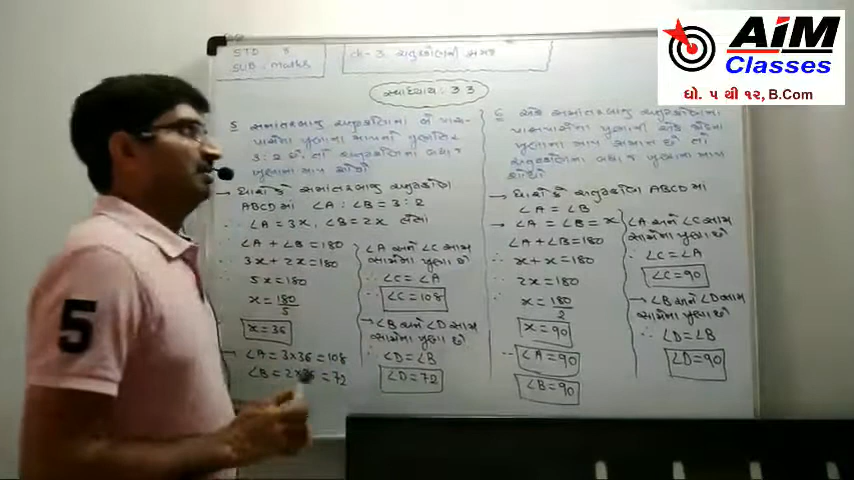 AiM
Classes
ધો. ૫ થી ૧૨, B.Com
STD 8
SUB - Maths
ch-3 ચતુષ્કોણની સમજ
સ્વાધ્યાય : 3.3
5 સમાંતરબાજુ ચતુષ્કોણના બે પાસ-
પાસેના ખૂણાના માપનો ગુણોત્તર
3:2 છે. તો ચતુષ્કોણના બધા જ
ખૂણાના માપ શોધો
→ ધારો કે સમાંતરબાજુ ચતુષ્કોણ
ABCD માં ∠A : ∠B = 3 : 2
∴ ∠A = 3x, ∠B = 2x લેતાં
∴ ∠A + ∠B = 180
∴ 3x + 2x = 180
∴ 5x = 180
∴ x = 180/5
x = 36
→ ∠A = 3x36 = 108
∠B = 2x36 = 72
∠A અને ∠C સામ
સામેના ખૂણા છે
∴ ∠C = ∠A
∴ ∠C = 108
→ ∠B અને ∠D સામ
સામેના ખૂણા છે
∴ ∠D = ∠B
∠D = 72
6 એક સમાંતરબાજુ ચતુષ્કોણના
પાસપાસેના ખૂણાની એક જોડના
ખૂણાના માપ સમાન છે તો
ચતુષ્કોણના બધા જ ખૂણાના માપ
શોધો
→ ધારો કે ચતુષ્કોણ ABCD માં
∠A = ∠B
→ ∠A = ∠B = x
∠A + ∠B = 180
∴ x + x = 180
∴ 2x = 180
∴ x = 180/2
x = 90
∴ ∠A = 90
∠B = 90
∠A અને ∠C સામ
સામેના ખૂણા છે
∴ ∠C = ∠A
∠C = 90
→ ∠B અને ∠D સામ
સામેના ખૂણા છે
∴ ∠D = ∠B
∠D = 90
5